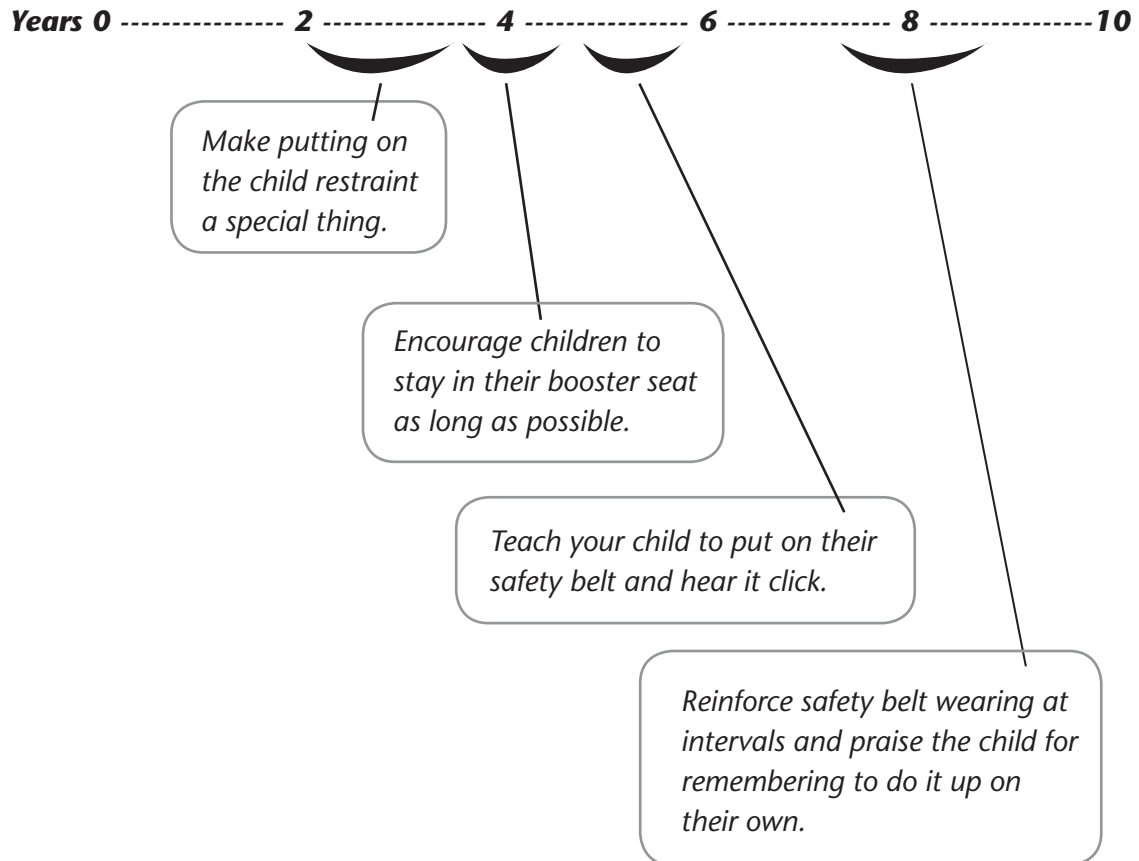 Years 0 --------------- 2 --------------- 4 --------------- 6 --------------- 8 ---------------10
Make putting on
the child restraint
a special thing.
Encourage children to
stay in their booster seat
as long as possible.
Teach your child to put on their
safety belt and hear it click.
Reinforce safety belt wearing at
intervals and praise the child for
remembering to do it up on
their own.